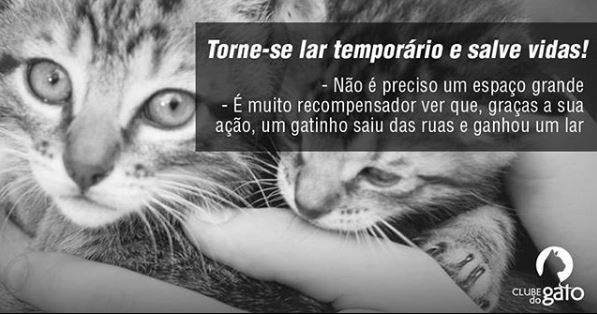 Torne-se lar temporário e salve vidas!
- Não é preciso um espaço grande
- É muito recompensador ver que, graças a sua
ação, um gatinho saiu das ruas e ganhou um lar
CLUBE
do gato